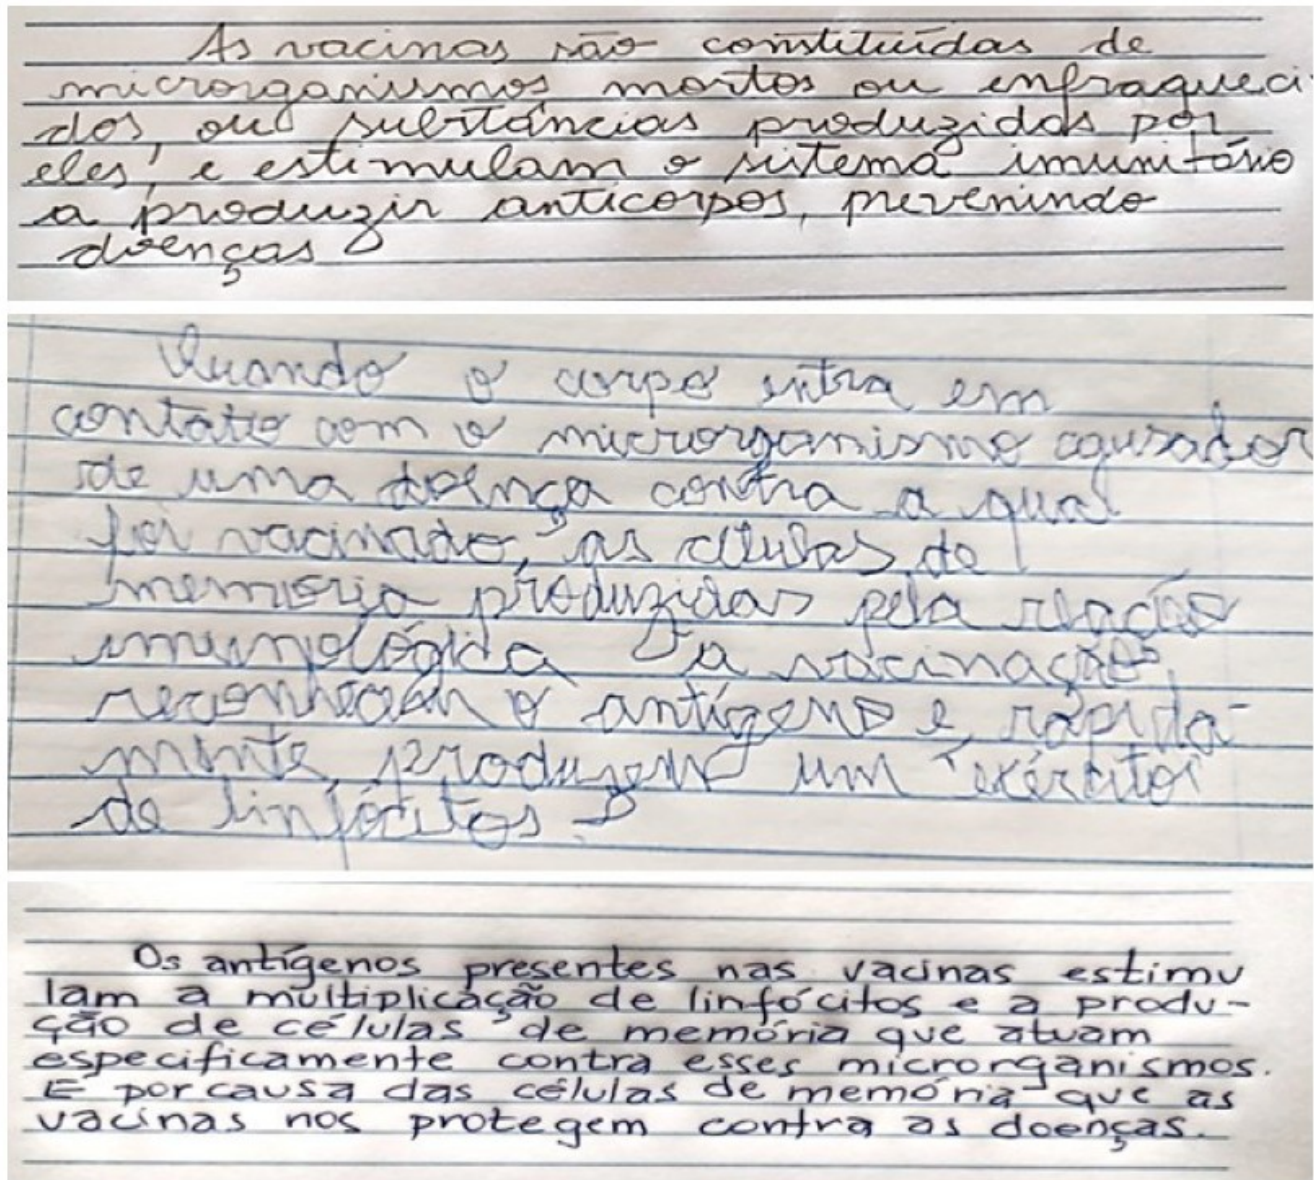 As vacinas são constituídas de
microrganismos mortos ou enfraqueci
dos, ou substâncias produzidas por
eles, e estimulam o sistema imunitário
a produzir anticorpos, prevenindo
doenças
Quando o corpo entra em
contato com o microrganismo causador
de uma doença contra a qual
foi vacinado, as células de
memória produzidas pela
imunológica a vacinação,
reconhecem o antígeno e, rapida-
mente, produzem um "exército"
de linfócitos.
Os antígenos presentes nas vacinas estimu
lam a multiplicação de linfócitos e a produ-
ção de células de memória que atuam
especificamente contra esses microrganismos.
É por causa das células de memória que as
vacinas nos protegem contra as doenças.